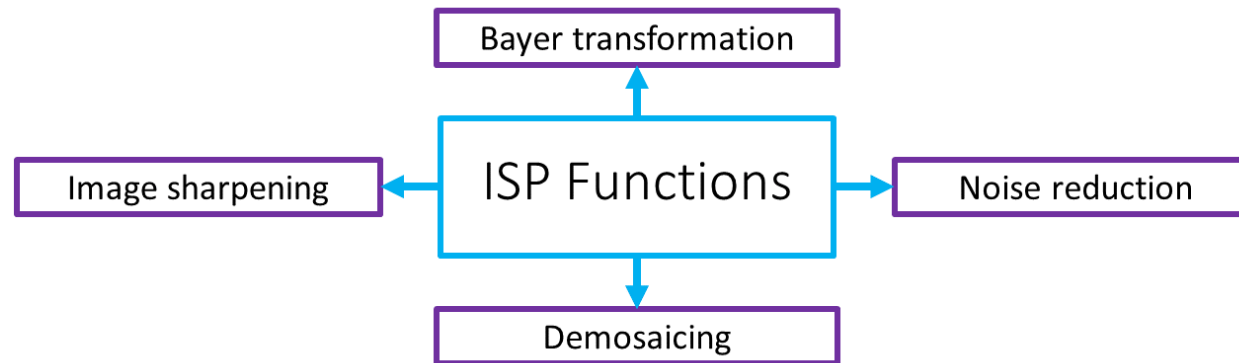 Bayer transformation
Image sharpening
ISP Functions
Noise reduction
Demosaicing